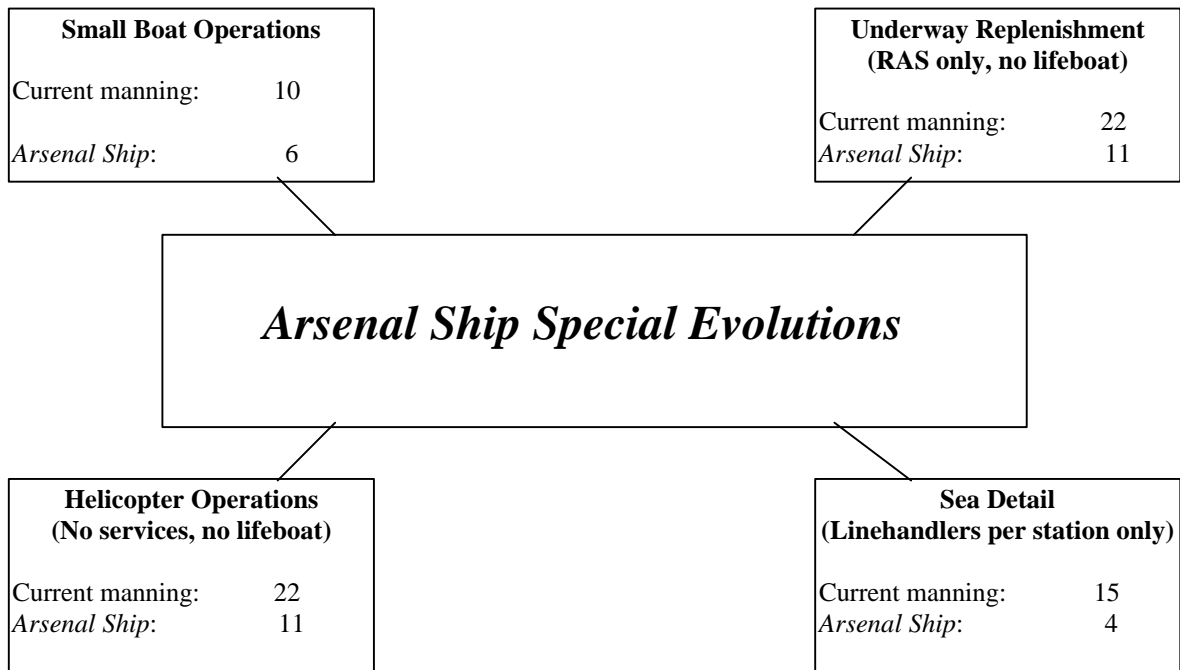 Small Boat Operations
Current manning: 10
Arsenal Ship: 6
Underway Replenishment
(RAS only, no lifeboat)
Current manning: 22
Arsenal Ship: 11
Arsenal Ship Special Evolutions
Helicopter Operations
(No services, no lifeboat)
Current manning: 22
Arsenal Ship: 11
Sea Detail
(Linehandlers per station only)
Current manning: 15
Arsenal Ship: 4